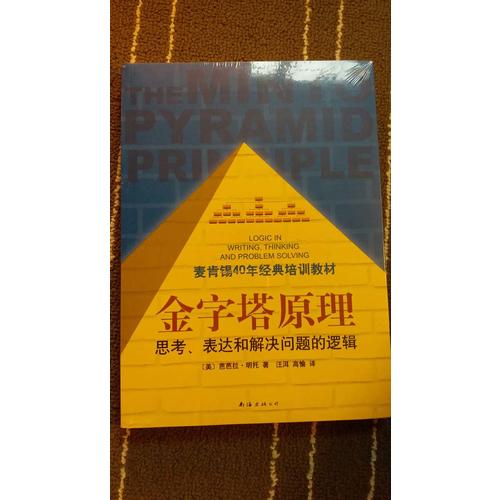 THE MINTO
PYRAMID
PRINCIPLE
LOGIC IN
WRITING, THINKING
AND PROBLEM SOLVING
麦肯锡40年经典培训教材
金字塔原理
思考、表达和解决问题的逻辑
〔美〕芭芭拉·明托 著 汪洱 高愉 译
南海出版公司